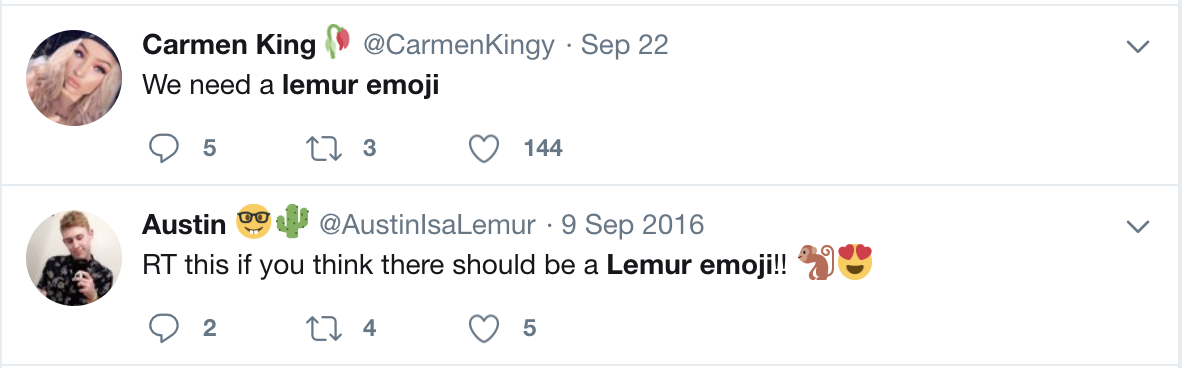 Carmen King🥀 @CarmenKingy · Sep 22
We need a lemur emoji
5 3 144
Austin 🤓🌵 @AustinIsaLemur · 9 Sep 2016
RT this if you think there should be a Lemur emoji!! 🐒😍
2 4 5